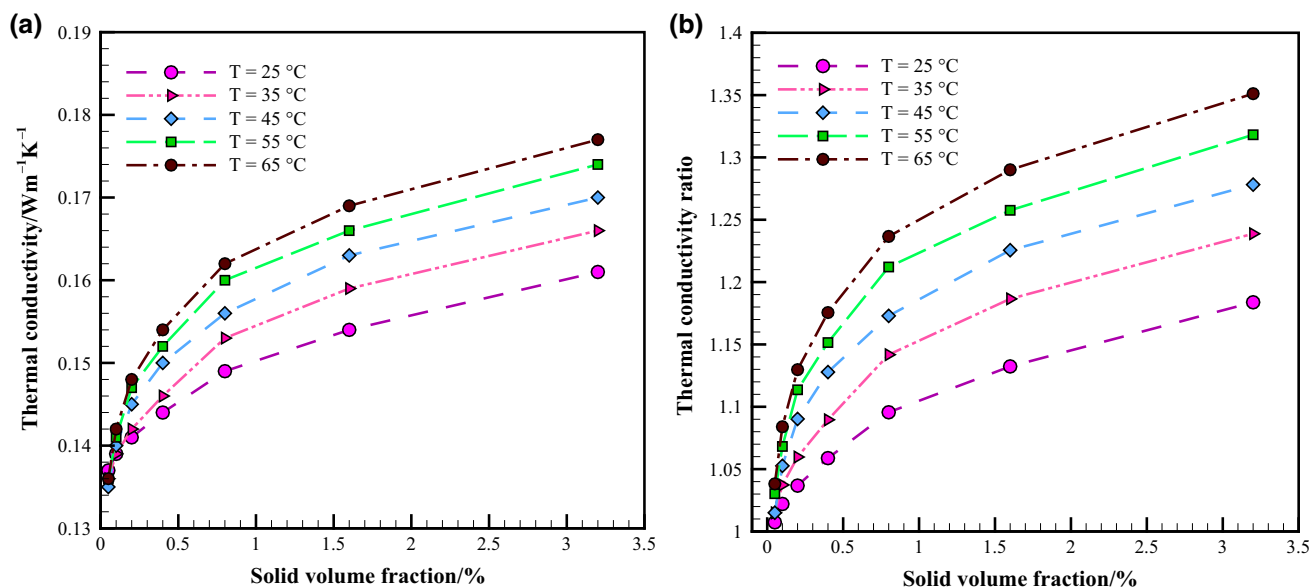 (a)
0.19
0.18
0.17
0.16
0.15
0.14
0.13
Thermal conductivity/Wm⁻¹K⁻¹
T = 25 °C
T = 35 °C
T = 45 °C
T = 55 °C
T = 65 °C
0 0.5 1 1.5 2 2.5 3 3.5
Solid volume fraction/%
(b)
1.4
1.35
1.3
1.25
1.2
1.15
1.1
1.05
1
Thermal conductivity ratio
T = 25 °C
T = 35 °C
T = 45 °C
T = 55 °C
T = 65 °C
0 0.5 1 1.5 2 2.5 3 3.5
Solid volume fraction/%